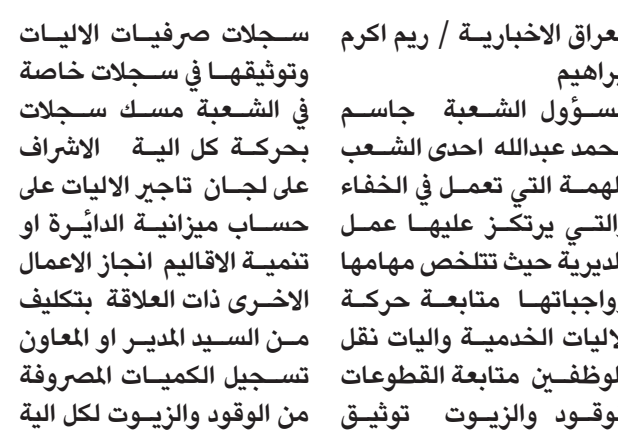 لعراق الاخبارية / ريم اكرم
براهيم
سؤول الشعبة جاسم
حمد عبدالله احدى الشعب
لهمة التي تعمل في الخفاء
والتي يرتكز عليها عمل
لديرية حيث تتلخص مهامها
وواجباتها متابعة حركة
لاليات الخدمية واليات نقل
لوظفين متابعة القطوعات
لوقود والزيوت توثيق
سجلات صرفيات الاليات
وتوثيقها في سجلات خاصة
في الشعبة مسك سجلات
بحركة كل الية الاشراف
على لجان تاجير الاليات على
حساب ميزانية الدائرة او
تنمية الاقاليم انجاز الاعمال
الاخرى ذات العلاقة بتكليف
من السيد المدير او المعاون
تسجيل الكميات المصروفة
من الوقود والزيوت لكل الية